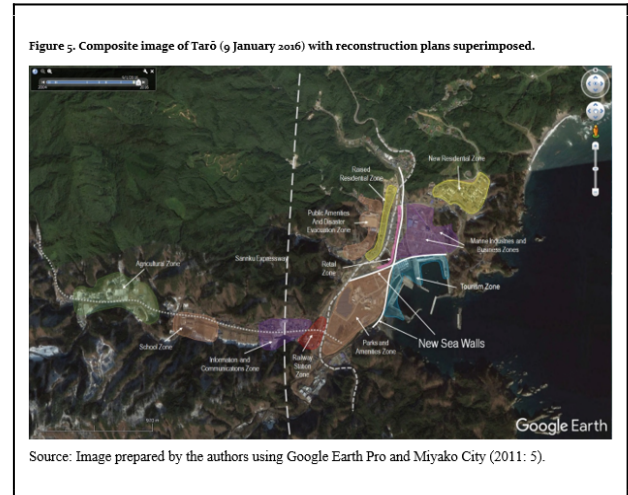 Figure 5. Composite image of Tarō (9 January 2016) with reconstruction plans superimposed.
New Residential Zone
Raised
Residential Zone
Public Amenities
And Disaster
Evacuation Zone
Marine Industries and
Business Zones
Agricultural Zone
Sanriku Expressway
Retail
Zone
Tourism Zone
School Zone
Information and
Communications Zone
Railway
Station
Zone
Parks and
Amenities Zone
New Sea Walls
Google Earth
Source: Image prepared by the authors using Google Earth Pro and Miyako City (2011: 5).